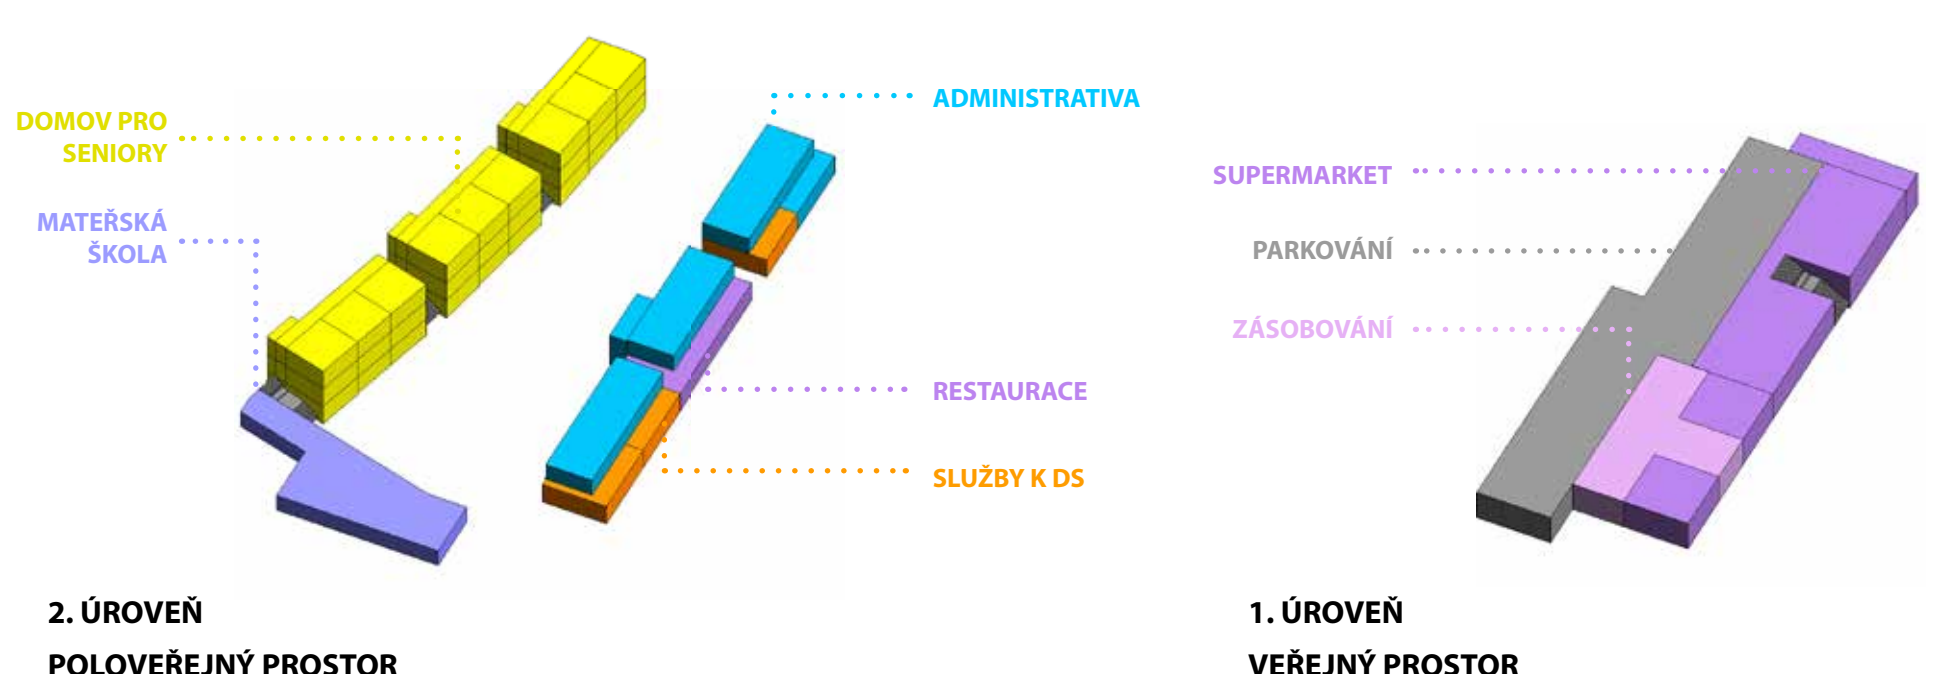 DOMOV PRO
SENIORY
MATEŘSKÁ
ŠKOLA
ADMINISTRATIVA
RESTAURACE
SLUŽBY K DS
2. ÚROVEŇ
POLOVEŘEJNÝ PROSTOR
SUPERMARKET
PARKOVÁNÍ
ZÁSOBOVÁNÍ
1. ÚROVEŇ
VEŘEJNÝ PROSTOR